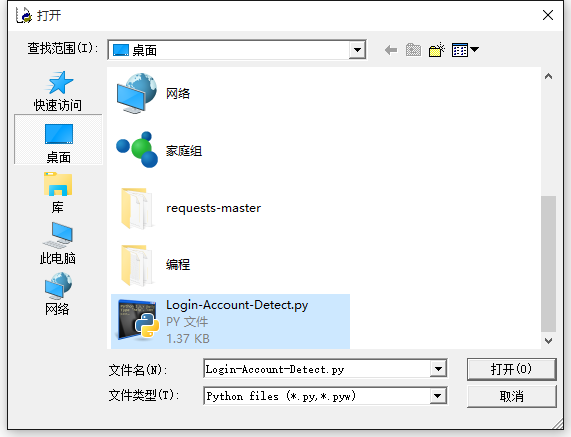 打开
查找范围(I):
桌面
快速访问
桌面
库
此电脑
网络
网络
家庭组
requests-master
编程
Login-Account-Detect.py
PY 文件
1.37 KB
文件名(N):
Login-Account-Detect.py
打开(O)
文件类型(T):
Python files (*.py,*.pyw)
取消